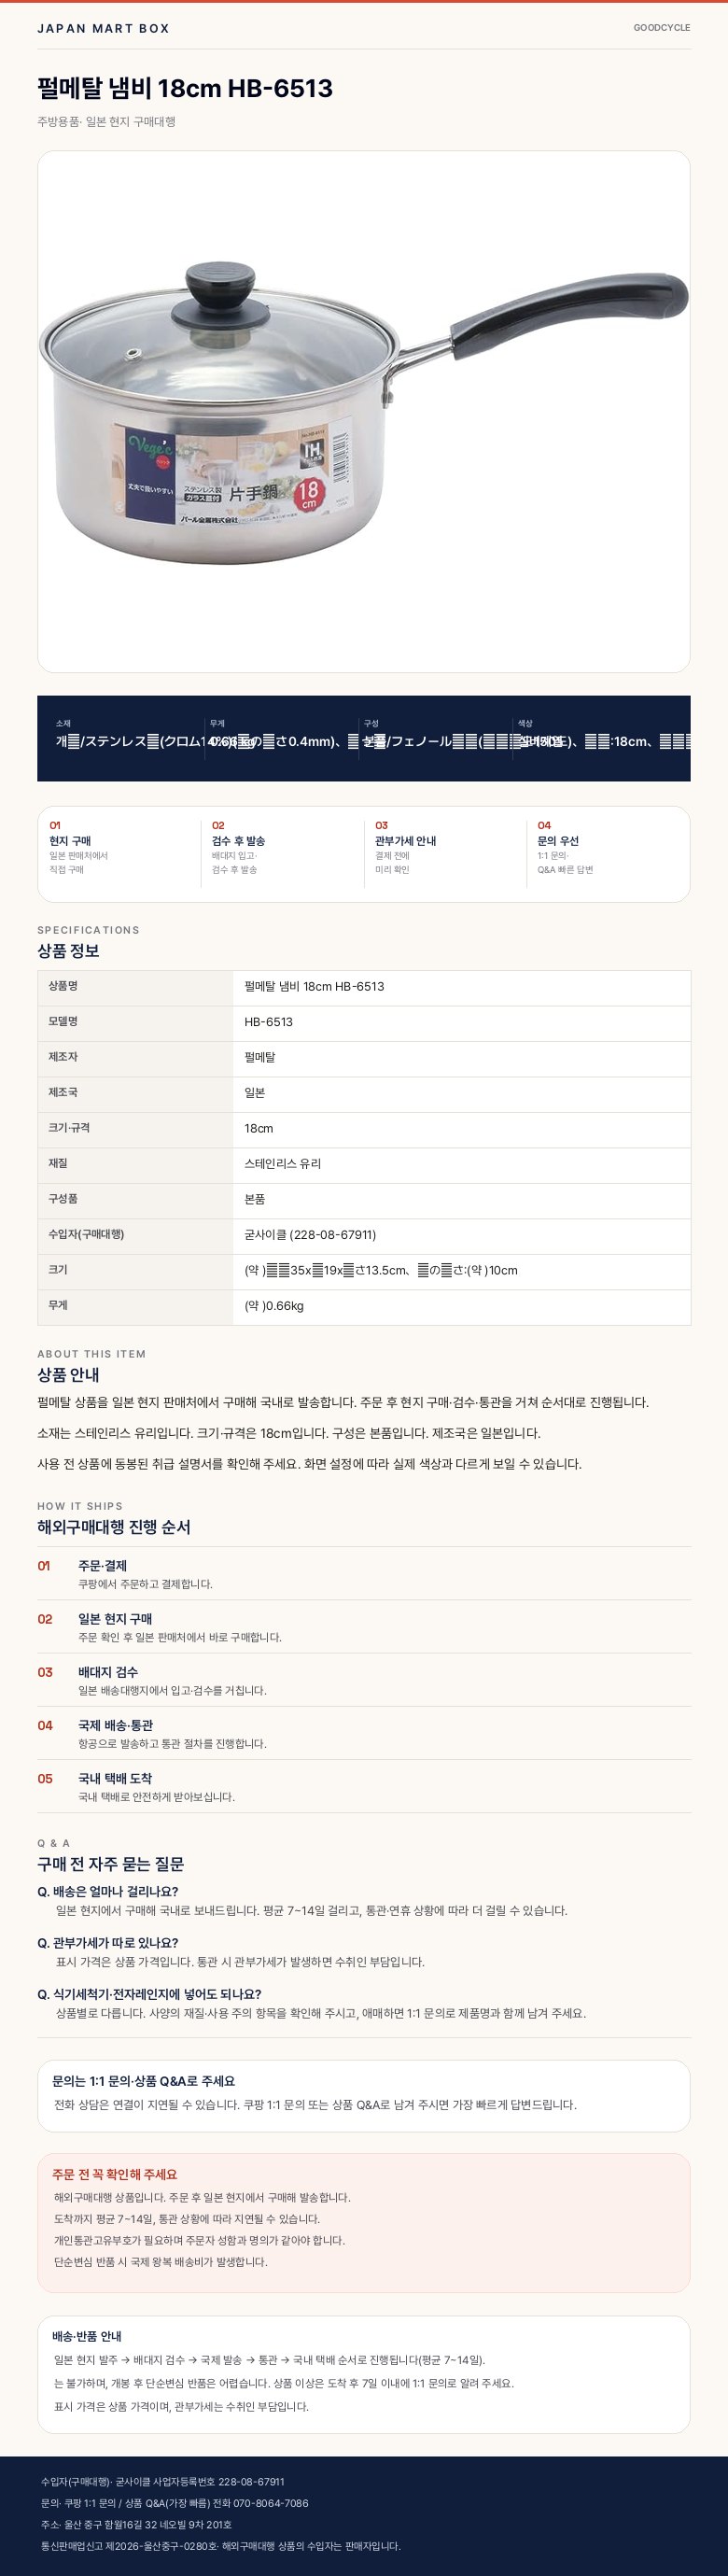 JAPAN MART BOX
GOODCYCLE
펄메탈 냄비 18cm HB-6513
주방용품· 일본 현지 구매대행
Vege'c
丈夫で扱いやすい
ステンレス製
ガラス蓋付
片手鍋
18
cm
IH
パール金属株式会社
소재
무게
구성
색상
/ステンレス
(クロム14
0.66kg
さ0.4mm)、
본품
/フェノール
:18cm、
01
현지 구매
일본 판매처에서
직접 구매
02
검수 후 발송
배대지 입고·
검수 후 발송
03
관부가세 안내
결제 전에
미리 확인
04
문의 우선
1:1 문의·
Q&A 빠른 답변
SPECIFICATIONS
상품 정보
상품명 펄메탈 냄비 18cm HB-6513
모델명 HB-6513
제조자 펄메탈
제조국 일본
크기·규격 18cm
재질 스테인리스 유리
구성품 본품
수입자(구매대행) 굳사이클 (228-08-67911)
크기 (약 )35x19xさ13.5cm、のさ:(약 )10cm
무게 (약 )0.66kg
ABOUT THIS ITEM
상품 안내
펄메탈 상품을 일본 현지 판매처에서 구매해 국내로 발송합니다. 주문 후 현지 구매·검수·통관을 거쳐 순서대로 진행됩니다.
소재는 스테인리스 유리입니다. 크기·규격은 18cm입니다. 구성은 본품입니다. 제조국은 일본입니다.
사용 전 상품에 동봉된 취급 설명서를 확인해 주세요. 화면 설정에 따라 실제 색상과 다르게 보일 수 있습니다.
HOW IT SHIPS
해외구매대행 진행 순서
01 주문·결제
쿠팡에서 주문하고 결제합니다.
02 일본 현지 구매
주문 확인 후 일본 판매처에서 바로 구매합니다.
03 배대지 검수
일본 배송대행지에서 입고·검수를 거칩니다.
04 국제 배송·통관
항공으로 발송하고 통관 절차를 진행합니다.
05 국내 택배 도착
국내 택배로 안전하게 받아보십니다.
Q & A
구매 전 자주 묻는 질문
Q. 배송은 얼마나 걸리나요?
일본 현지에서 구매해 국내로 보내드립니다. 평균 7~14일 걸리고, 통관·연휴 상황에 따라 더 걸릴 수 있습니다.
Q. 관부가세가 따로 있나요?
표시 가격은 상품 가격입니다. 통관 시 관부가세가 발생하면 수취인 부담입니다.
Q. 식기세척기·전자레인지에 넣어도 되나요?
상품별로 다릅니다. 사양의 재질·사용 주의 항목을 확인해 주시고, 애매하면 1:1 문의로 제품명과 함께 남겨 주세요.
문의는 1:1 문의·상품 Q&A로 주세요
전화 상담은 연결이 지연될 수 있습니다. 쿠팡 1:1 문의 또는 상품 Q&A로 남겨 주시면 가장 빠르게 답변드립니다.
주문 전 꼭 확인해 주세요
해외구매대행 상품입니다. 주문 후 일본 현지에서 구매해 발송합니다.
도착까지 평균 7~14일, 통관 상황에 따라 지연될 수 있습니다.
개인통관고유부호가 필요하며 주문자 성함과 명의가 같아야 합니다.
단순변심 반품 시 국제 왕복 배송비가 발생합니다.
배송·반품 안내
일본 현지 발주 → 배대지 검수 → 국제 발송 → 통관 → 국내 택배 순서로 진행됩니다(평균 7~14일).
는 불가하며, 개봉 후 단순변심 반품은 어렵습니다. 상품 이상은 도착 후 7일 이내에 1:1 문의로 알려 주세요.
표시 가격은 상품 가격이며, 관부가세는 수취인 부담입니다.
수입자(구매대행)· 굳사이클 사업자등록번호 228-08-67911
문의· 쿠팡 1:1 문의 / 상품 Q&A(가장 빠름) 전화 070-8064-7086
주소· 울산 중구 함월16길 32 네오빌 9차 201호
통신판매업신고 제2026-울산중구-0280호· 해외구매대행 상품의 수입자는 판매자입니다.